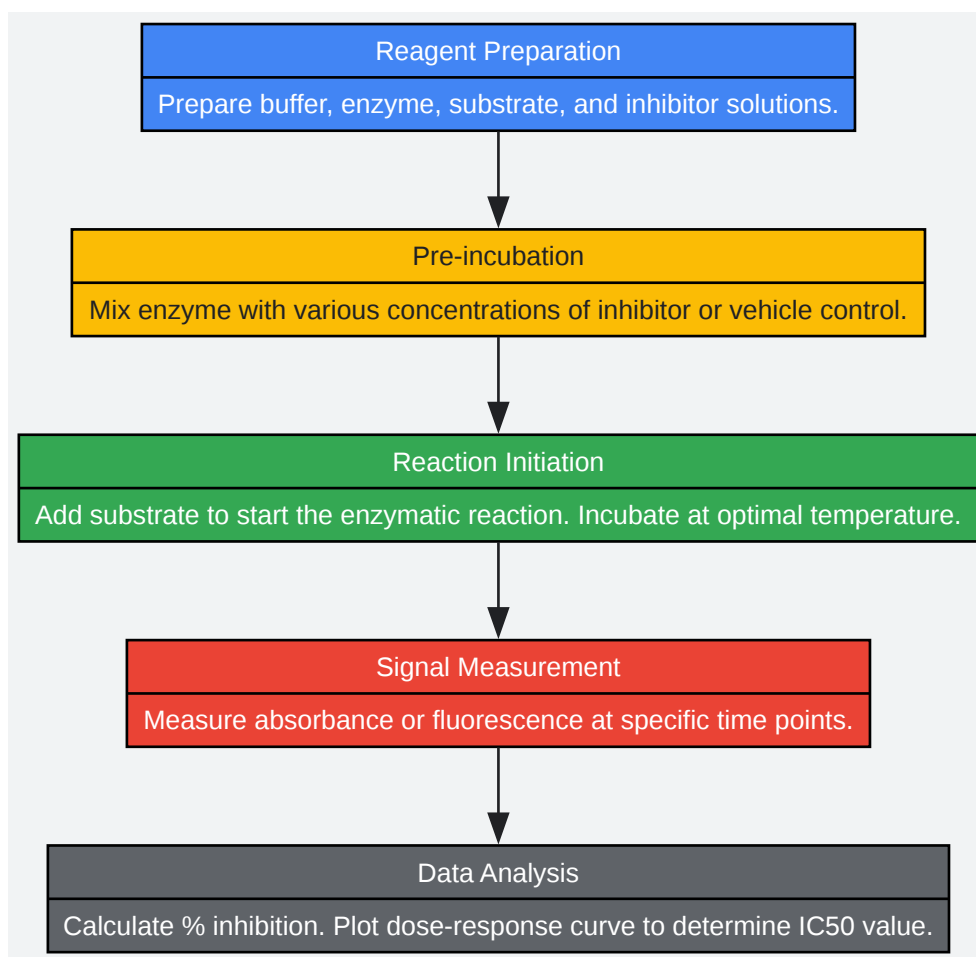 Reagent Preparation
Prepare buffer, enzyme, substrate, and inhibitor solutions.
Pre-incubation
Mix enzyme with various concentrations of inhibitor or vehicle control.
Reaction Initiation
Add substrate to start the enzymatic reaction. Incubate at optimal temperature.
Signal Measurement
Measure absorbance or fluorescence at specific time points.
Data Analysis
Calculate % inhibition. Plot dose-response curve to determine IC50 value.